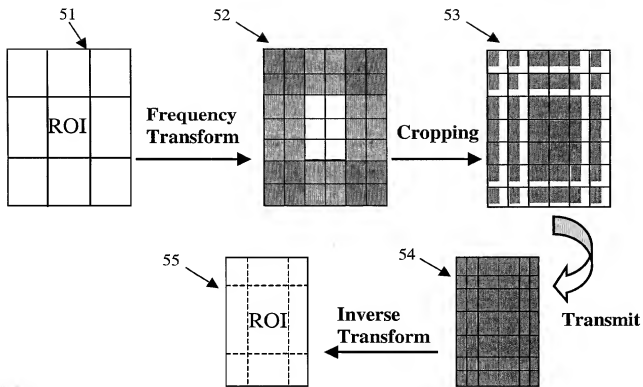 51
52
53
ROI
Frequency
Transform
Cropping
55
54
ROI
Inverse
Transform
Transmit